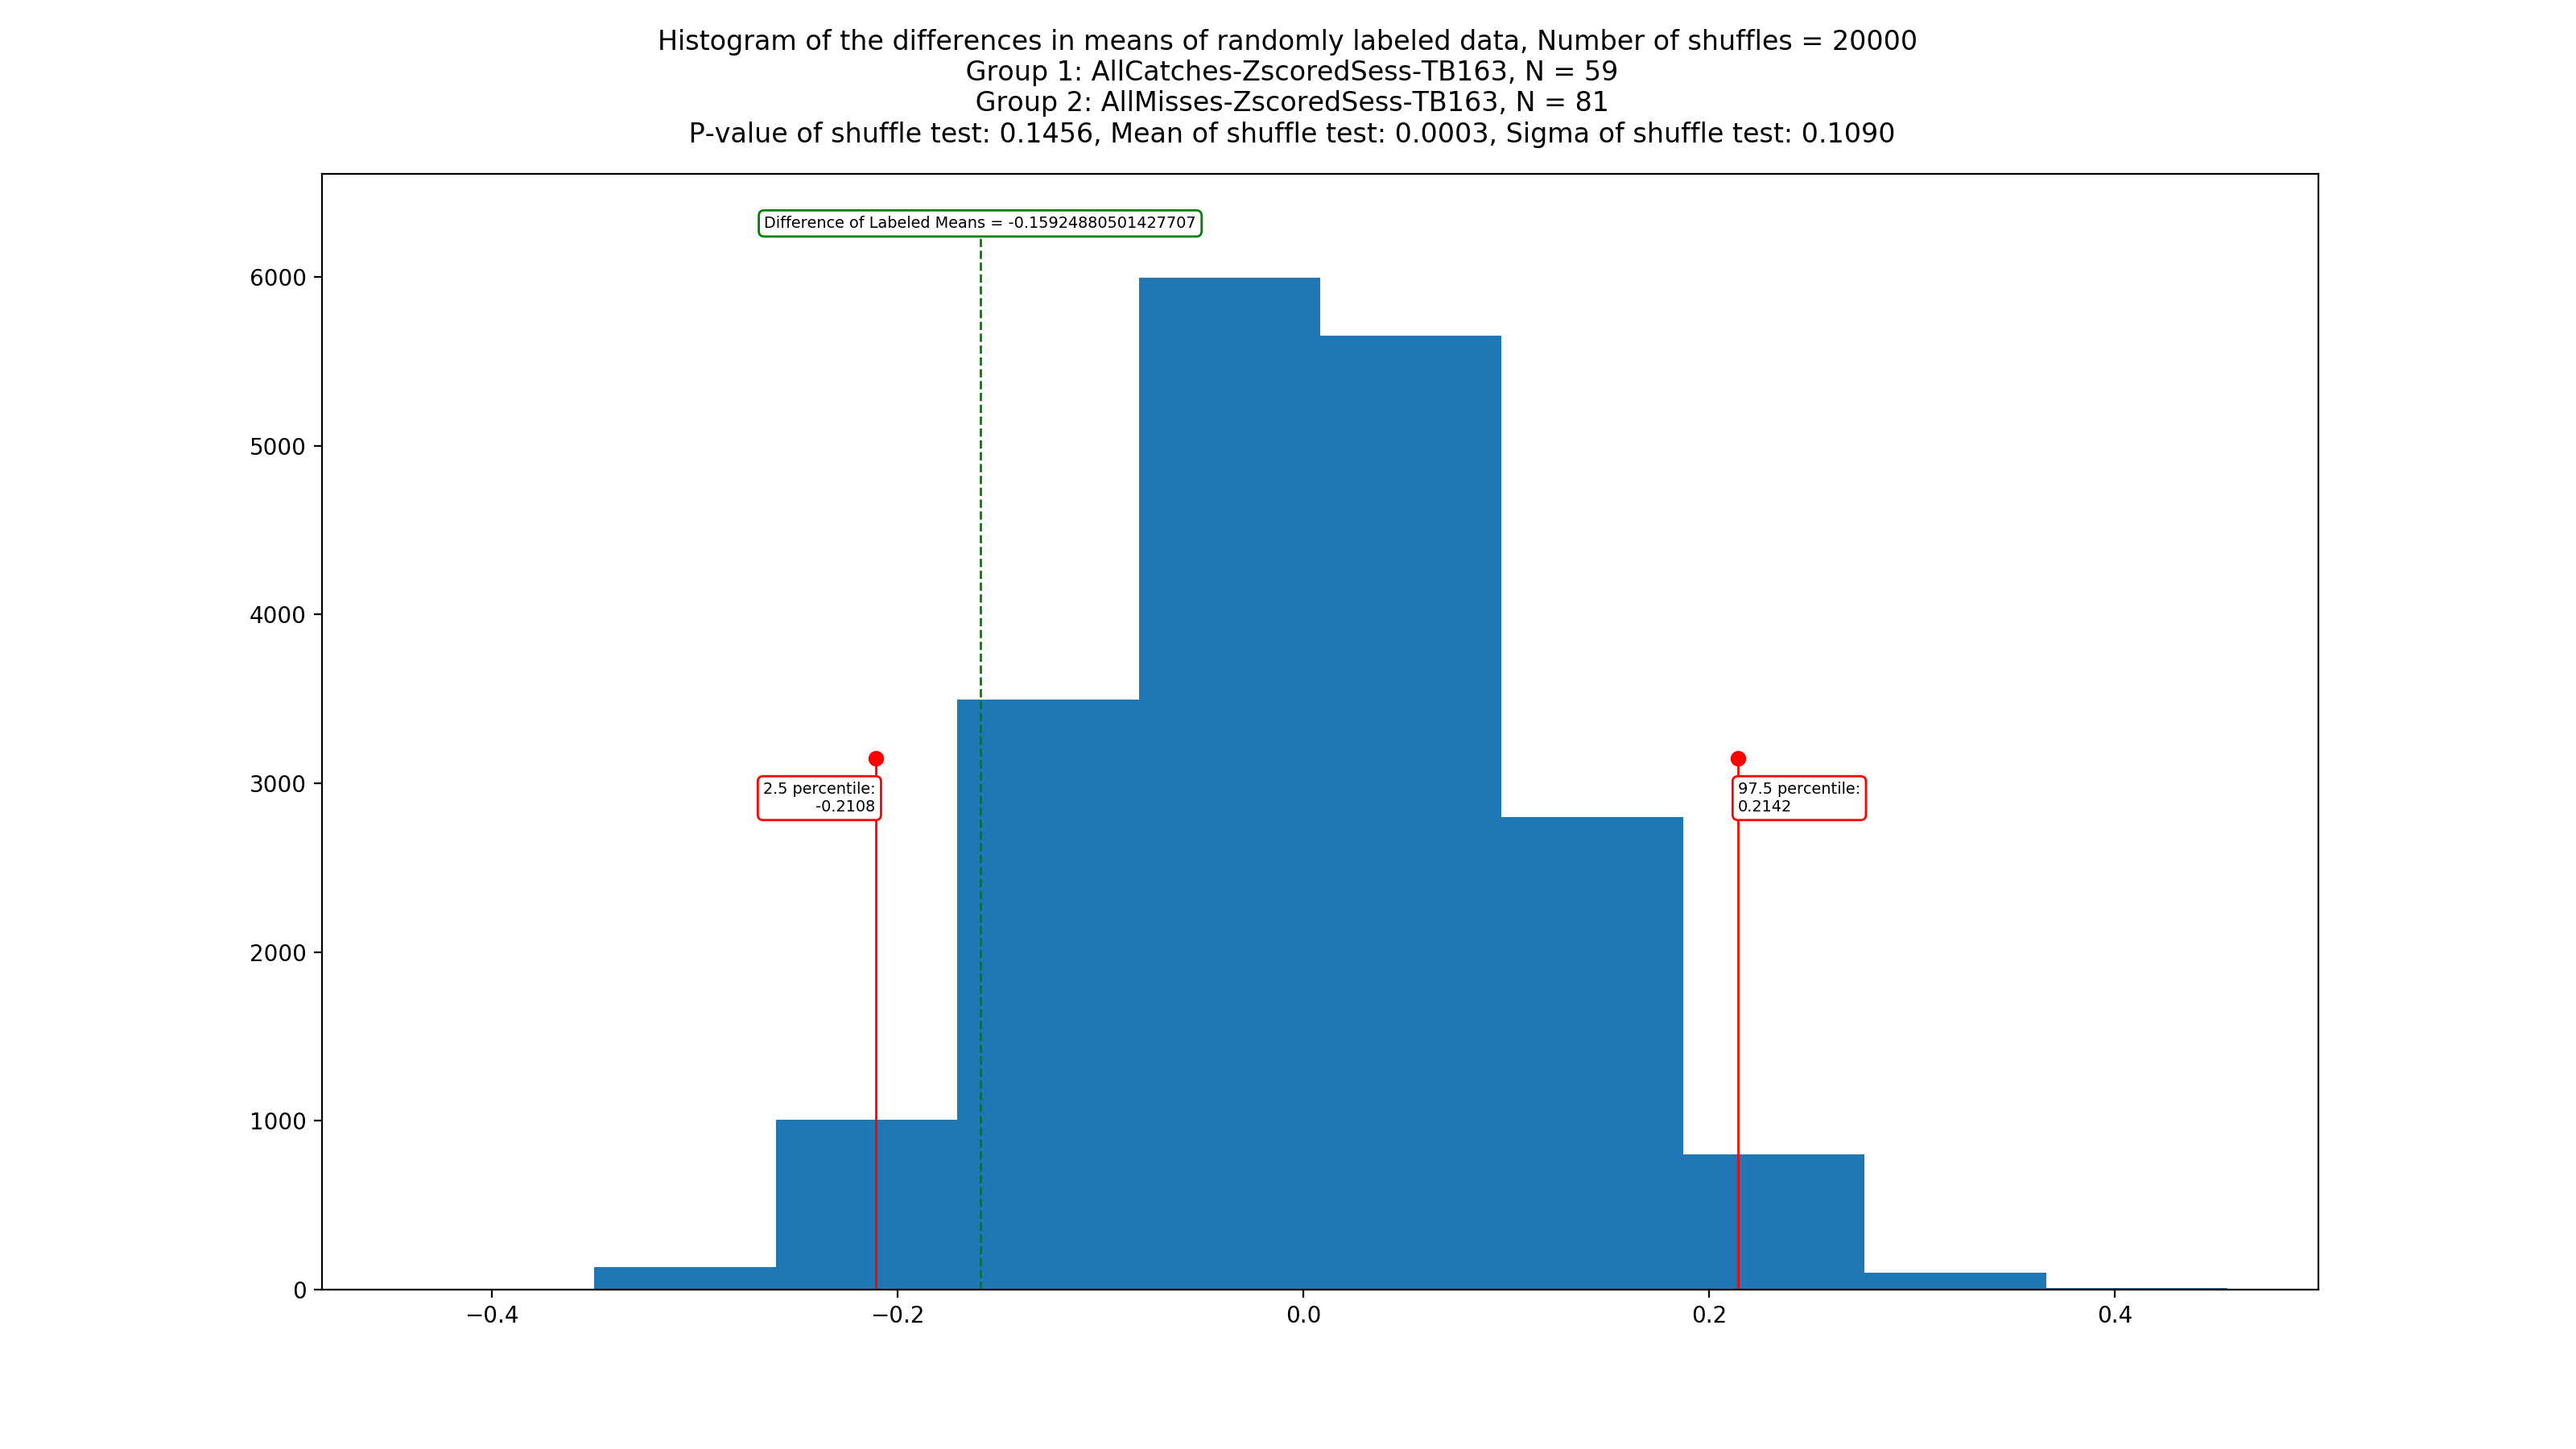 Histogram of the differences in means of randomly labeled data, Number of shuffles = 20000
Group 1: AllCatches-ZscoredSess-TB163, N = 59
Group 2: AllMisses-ZscoredSess-TB163, N = 81
P-value of shuffle test: 0.1456, Mean of shuffle test: 0.0003, Sigma of shuffle test: 0.1090
Difference of Labeled Means = -0.15924880501427707
6000
5000
4000
3000
2000
1000
0
2.5 percentile:
-0.2108
97.5 percentile:
0.2142
−0.4
−0.2
0.0
0.2
0.4